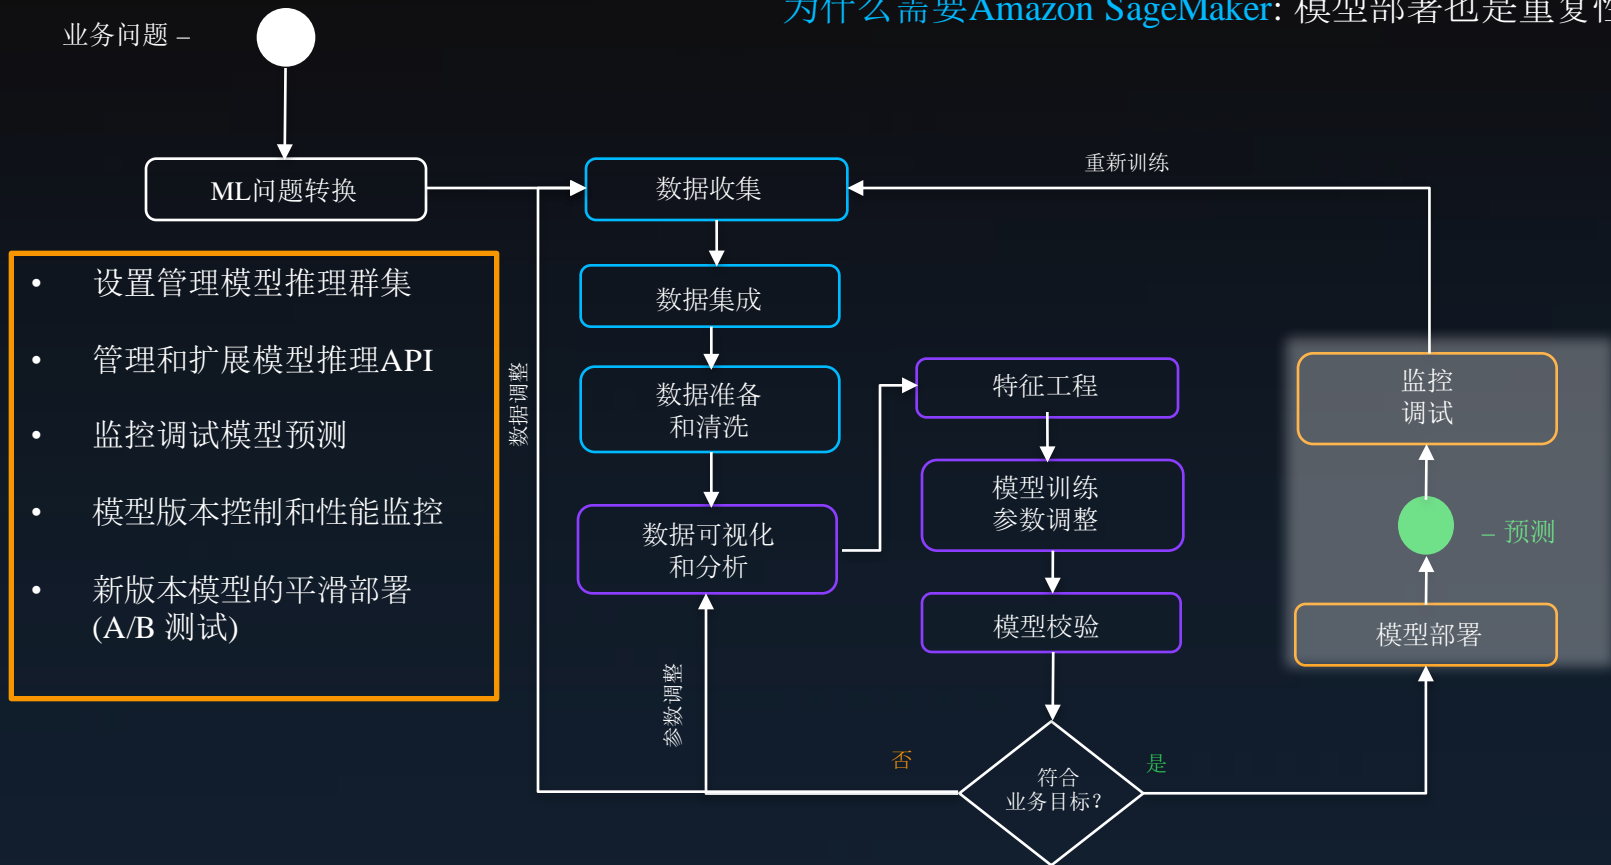 为什么需要Amazon SageMaker: 模型部署也是重复性
业务问题 –
重新训练
ML问题转换
数据收集
• 设置管理模型推理群集
• 管理和扩展模型推理API
• 监控调试模型预测
• 模型版本控制和性能监控
• 新版本模型的平滑部署
(A/B 测试)
数据调整
数据集成
数据准备
和清洗
数据可视化
和分析
参数调整
特征工程
模型训练
参数调整
模型校验
否
符合
业务目标?
是
监控
调试
– 预测
模型部署